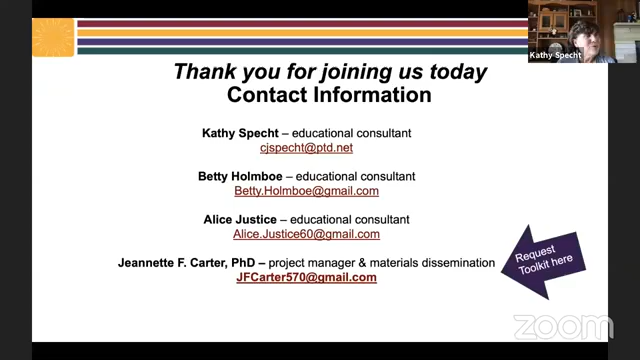 Thank you for joining us today
Contact Information
Kathy Specht – educational consultant
cjspecht@ptd.net
Betty Holmboe – educational consultant
Betty.Holmboe@gmail.com
Alice Justice – educational consultant
Alice.Justice60@gmail.com
Jeannette F. Carter, PhD – project manager & materials dissemination
JFCarter570@gmail.com
Request
Toolkit here
Kathy Specht
zoom